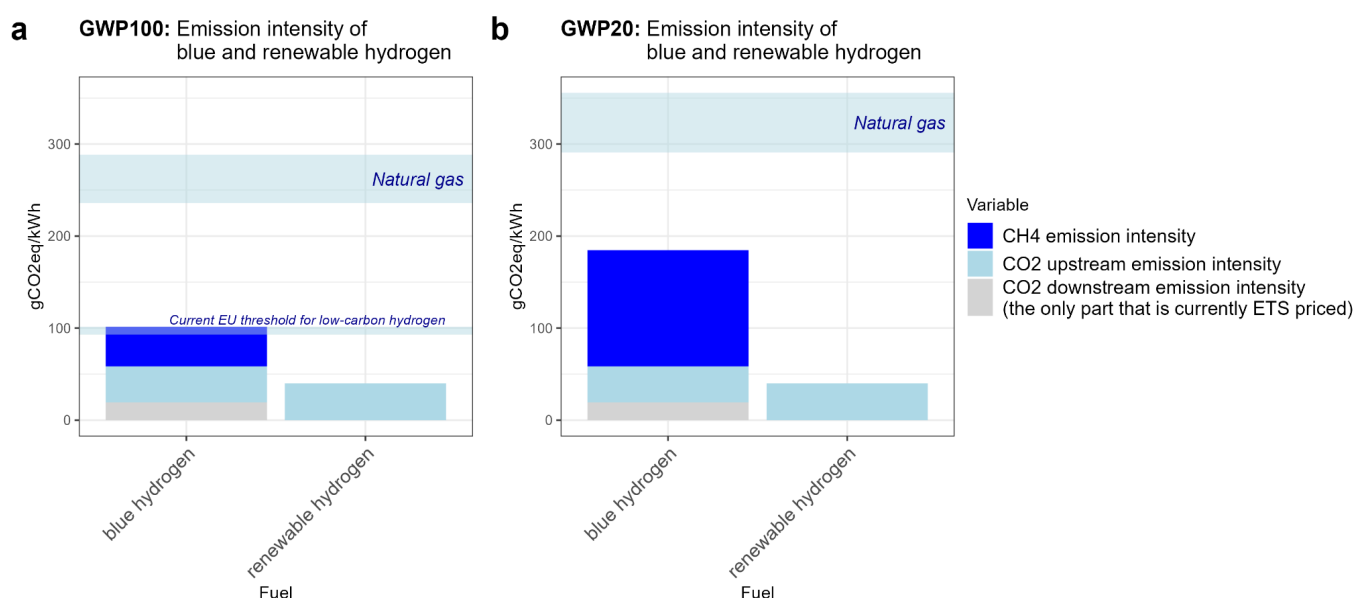 a
GWP100: Emission intensity of
blue and renewable hydrogen
gCO2eq/kWh
300
200
100
0
Natural gas
Current EU threshold for low-carbon hydrogen
blue hydrogen
renewable hydrogen
Fuel
b
GWP20: Emission intensity of
blue and renewable hydrogen
gCO2eq/kWh
300
200
100
0
Natural gas
blue hydrogen
renewable hydrogen
Fuel
Variable
CH4 emission intensity
CO2 upstream emission intensity
CO2 downstream emission intensity
(the only part that is currently ETS priced)